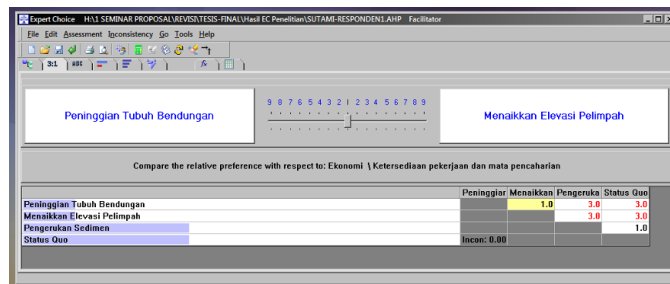 Expert Choice H:\1 SEMINAR PROPOSAL\REVISI\TESIS-FINAL\Hasil EC Penelitian\SUTAMI-RESPONDEN1.AHP Facilitator
File Edit Assessment Inconsistency Go Tools Help
3:1 ABC
Peninggian Tubuh Bendungan
9 8 7 6 5 4 3 2 1 2 3 4 5 6 7 8 9
Menaikkan Elevasi Pelimpah
Compare the relative preference with respect to: Ekonomi \ Ketersediaan pekerjaan dan mata pencaharian
Peninggiar Menaikkan Pengeruka Status Quo
Peninggian Tubuh Bendungan 1.0 3.0 3.0
Menaikkan Elevasi Pelimpah 3.0 3.0
Pengerukan Sedimen 1.0
Status Quo Incon: 0.00